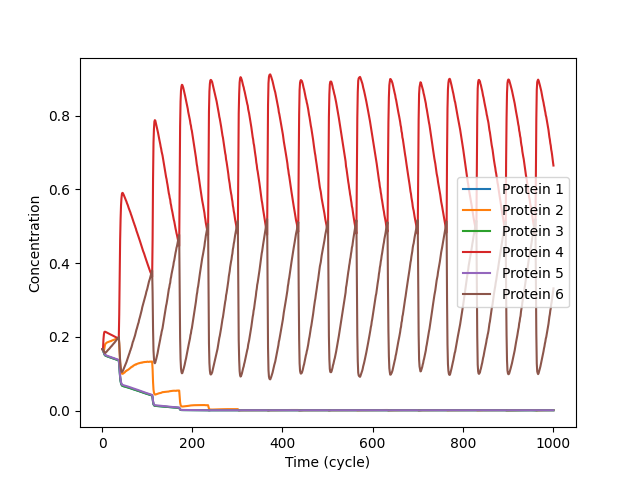 0.8
0.6
0.4
0.2
0.0
Concentration
Protein 1
Protein 2
Protein 3
Protein 4
Protein 5
Protein 6
0 200 400 600 800 1000
Time (cycle)